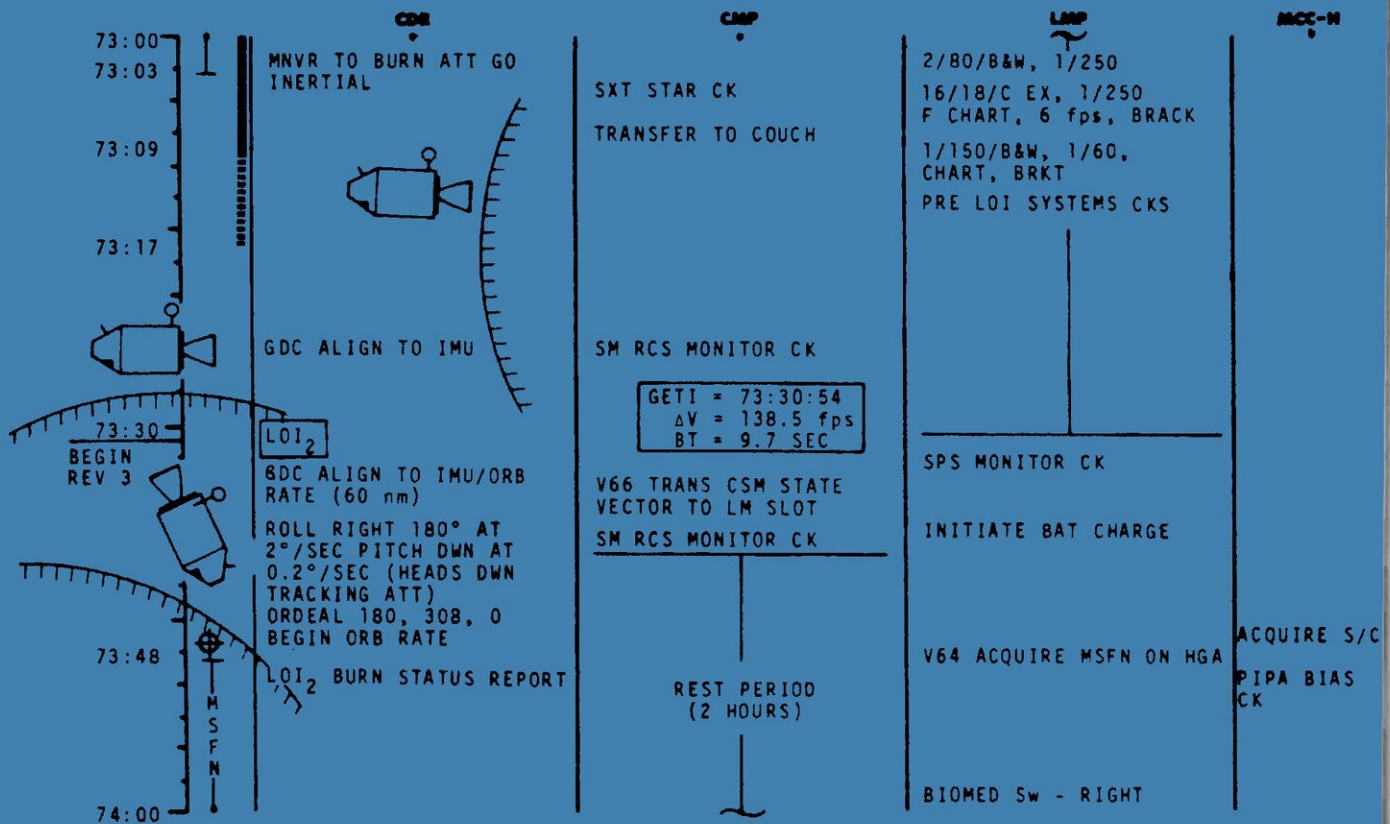 CDR
CMP
LMP
MCC-H
73:00
73:03
73:09
73:17
73:30
BEGIN
REV 3
73:48
MSFN
74:00
MNVR TO BURN ATT GO
INERTIAL
GDC ALIGN TO IMU
LOI2
GDC ALIGN TO IMU/ORB
RATE (60 nm)
ROLL RIGHT 180° AT
2°/SEC PITCH DWN AT
0.2°/SEC (HEADS DWN
TRACKING ATT)
ORDEAL 180, 308, 0
BEGIN ORB RATE
LOI2 BURN STATUS REPORT
SXT STAR CK
TRANSFER TO COUCH
SM RCS MONITOR CK
GETI = 73:30:54
ΔV = 138.5 fps
BT = 9.7 SEC
V66 TRANS CSM STATE
VECTOR TO LM SLOT
SM RCS MONITOR CK
REST PERIOD
(2 HOURS)
2/80/B&W, 1/250
16/18/C EX, 1/250
F CHART, 6 fps, BRACK
1/150/B&W, 1/60,
CHART, BRKT
PRE LOI SYSTEMS CKS
SPS MONITOR CK
INITIATE BAT CHARGE
V64 ACQUIRE MSFN ON HGA
BIOMED Sw - RIGHT
ACQUIRE S/C
PIPA BIAS
CK